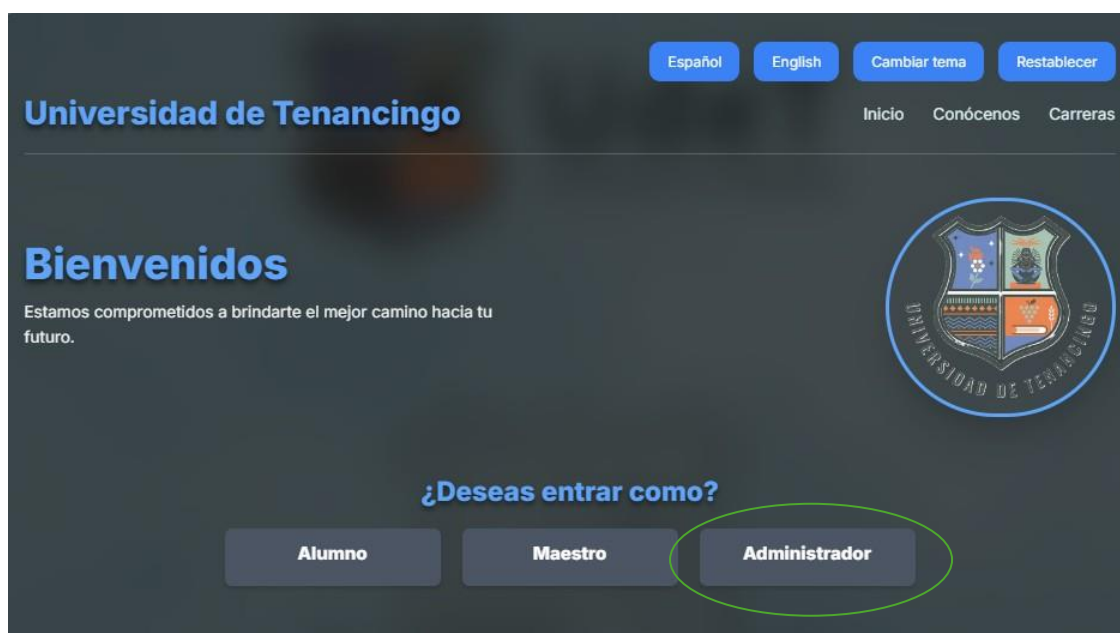 Español English Cambiar tema Restablecer
Universidad de Tenancingo
Inicio Conócenos Carreras
Bienvenidos
Estamos comprometidos a brindarte el mejor camino hacia tu
futuro.
UNIVERSIDAD DE TENANCINGO
¿Deseas entrar como?
Alumno Maestro Administrador